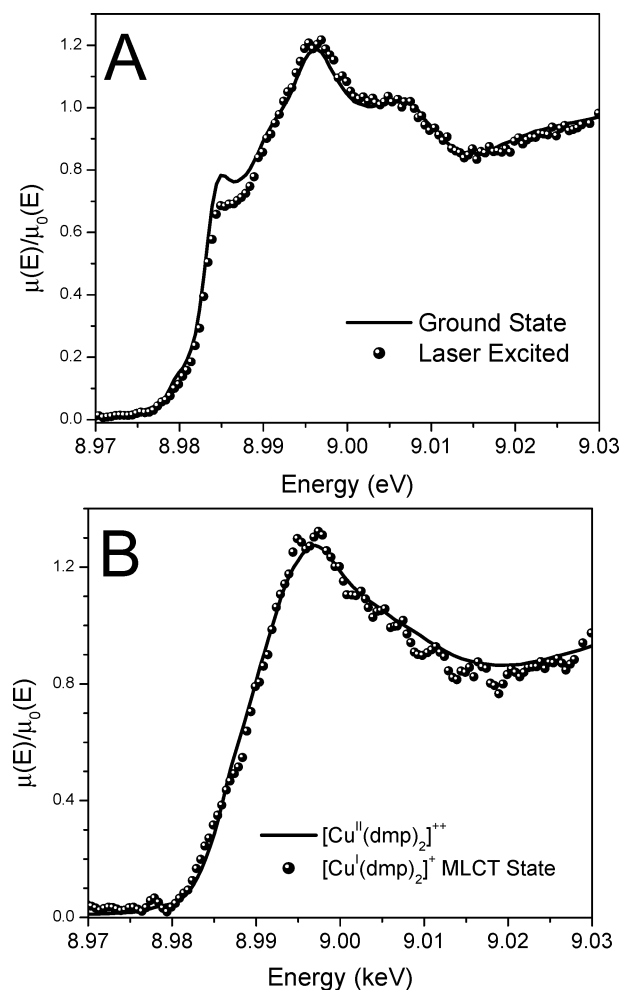 A
μ(E)/μ₀(E)
1.2
1.0
0.8
0.6
0.4
0.2
0.0
Ground State
Laser Excited
8.97 8.98 8.99 9.00 9.01 9.02 9.03
Energy (eV)
B
μ(E)/μ₀(E)
1.2
0.8
0.4
0.0
[Cuᴵᴵ(dmp)₂]⁺⁺
[Cuᴵ(dmp)₂]⁺ MLCT State
8.97 8.98 8.99 9.00 9.01 9.02 9.03
Energy (keV)